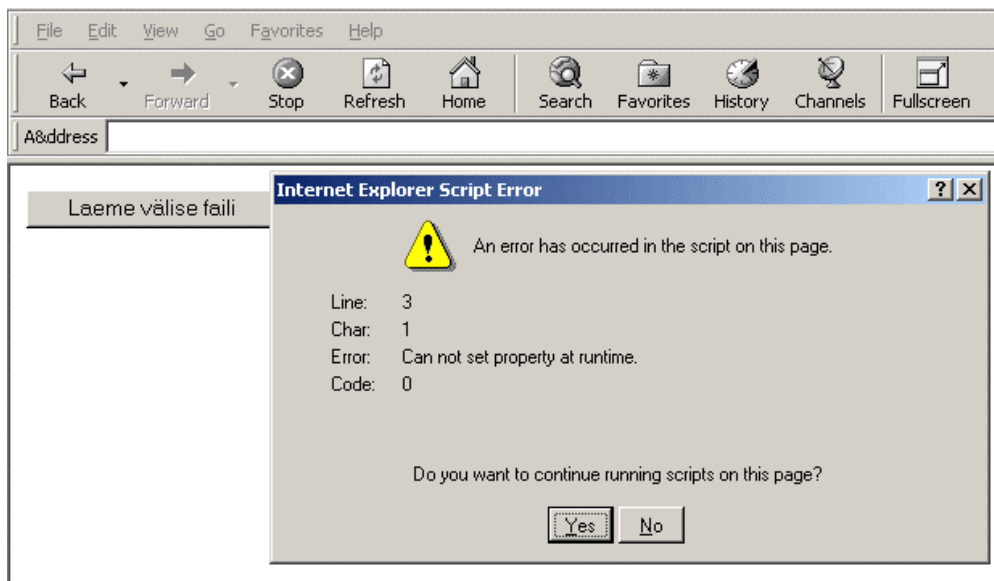 File Edit View Go Favorites Help
Back Forward Stop Refresh Home Search Favorites History Channels Fullscreen
A&ddress
Laeme välise faili
Internet Explorer Script Error
An error has occurred in the script on this page.
Line: 3
Char: 1
Error: Can not set property at runtime.
Code: 0
Do you want to continue running scripts on this page?
Yes No